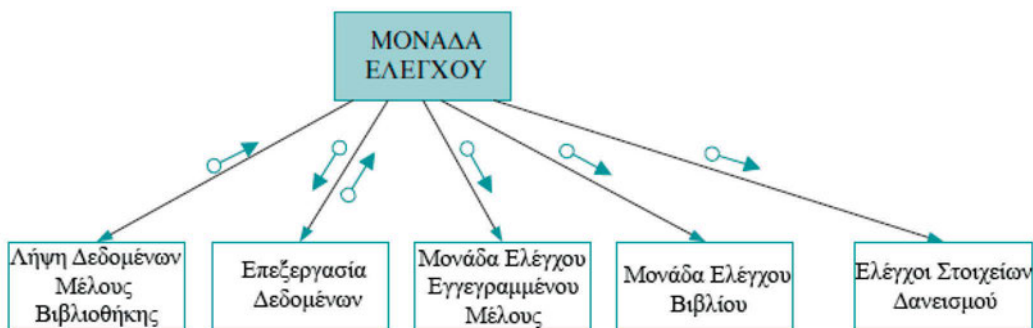 ΜΟΝΑΔΑ
ΕΛΕΓΧΟΥ
Λήψη Δεδομένων
Μέλους
Βιβλιοθήκης
Επεξεργασία
Δεδομένων
Μονάδα Ελέγχου
Εγγεγραμμένου
Μέλους
Μονάδα Ελέγχου
Βιβλίου
Ελέγχοι Στοιχείων
Δανεισμού